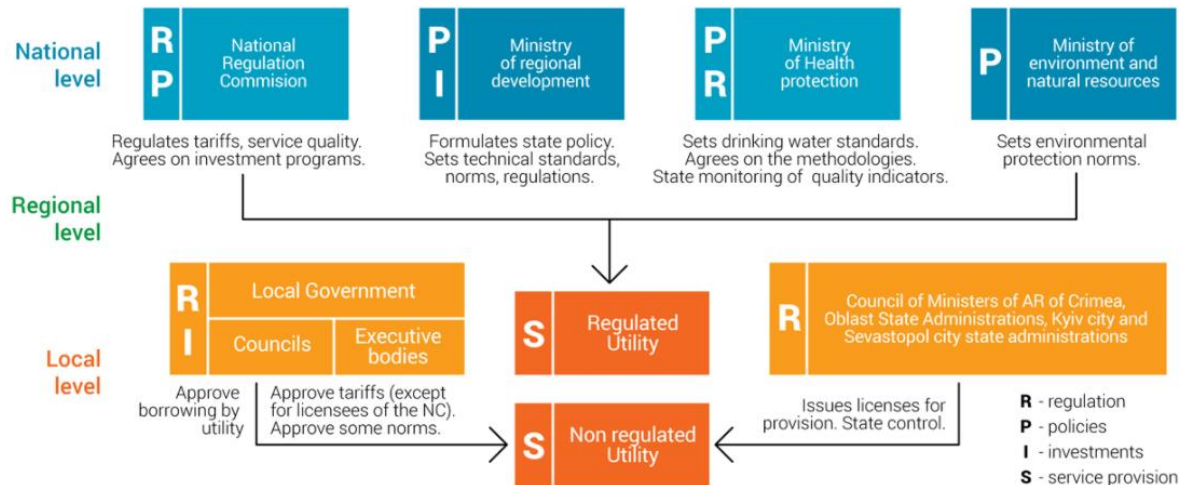 National
level
R
P
National
Regulation
Commision
P
I
Ministry
of regional
development
P
R
Ministry
of Health
protection
P
Ministry of
environment and
natural resources
Regulates tariffs, service quality.
Agrees on investment programs.
Formulates state policy.
Sets technical standards,
norms, regulations.
Sets drinking water standards.
Agrees on the methodologies.
State monitoring of quality indicators.
Sets environmental
protection norms.
Regional
level
Local
level
R
I
Local Government
Councils
Executive
bodies
S
Regulated
Utility
R
Council of Ministers of AR of Crimea,
Oblast State Administrations, Kyiv city and
Sevastopol city state administrations
Approve
borrowing by
utility
Approve tariffs (except
for licensees of the NC).
Approve some norms.
S
Non regulated
Utility
Issues licenses for
provision. State control.
R - regulation
P - policies
I - investments
S - service provision